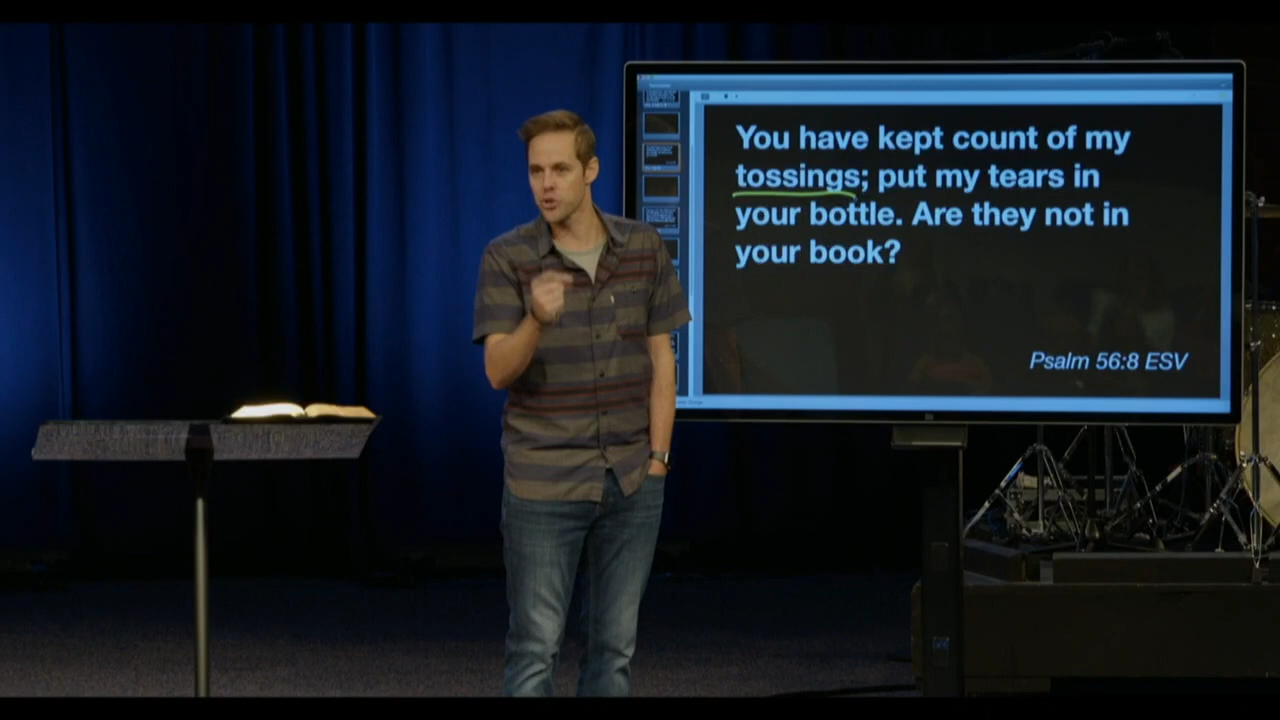 You have kept count of my
tossings; put my tears in
your bottle. Are they not in
your book?
Psalm 56:8 ESV